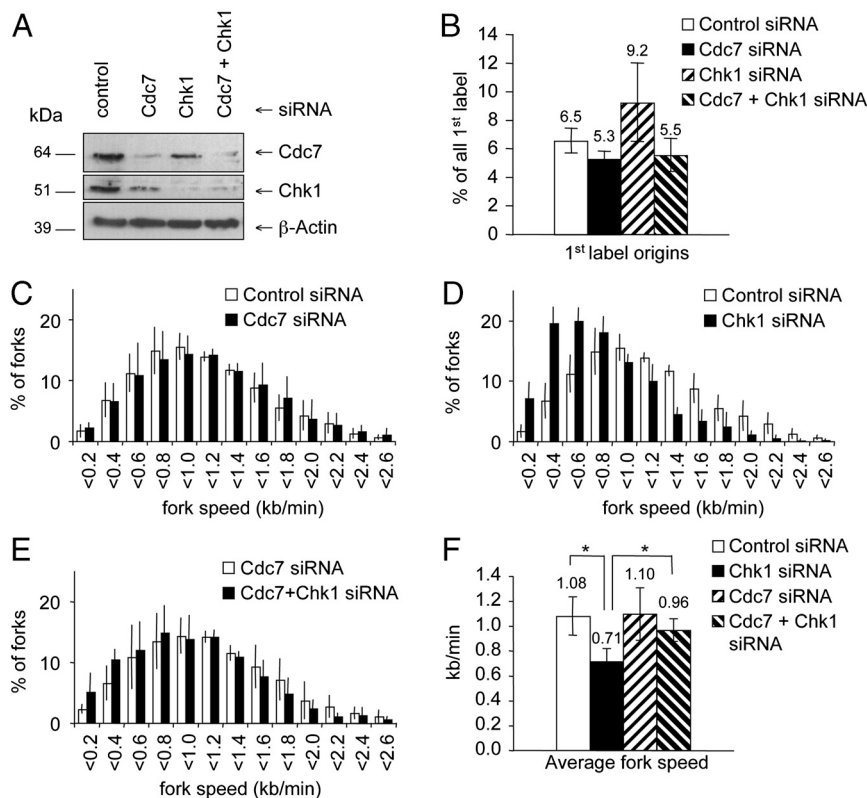 A
control
Cdc7
Chk1
Cdc7 + Chk1
← siRNA
kDa
64 — ← Cdc7
51 — ← Chk1
39 — ← β-Actin
B
Control siRNA
Cdc7 siRNA
Chk1 siRNA
Cdc7 + Chk1 siRNA
% of all 1st label
14
12
10
8
6
4
2
0
6.5
5.3
9.2
5.5
1st label origins
C
Control siRNA
Cdc7 siRNA
% of forks
20
10
0
<0.2 <0.4 <0.6 <0.8 <1.0 <1.2 <1.4 <1.6 <1.8 <2.0 <2.2 <2.4 <2.6
fork speed (kb/min)
D
Control siRNA
Chk1 siRNA
% of forks
20
10
0
<0.2 <0.4 <0.6 <0.8 <1.0 <1.2 <1.4 <1.6 <1.8 <2.0 <2.2 <2.4 <2.6
fork speed (kb/min)
E
Cdc7 siRNA
Cdc7+Chk1 siRNA
% of forks
20
10
0
<0.2 <0.4 <0.6 <0.8 <1.0 <1.2 <1.4 <1.6 <1.8 <2.0 <2.2 <2.4 <2.6
fork speed (kb/min)
F
Control siRNA
Chk1 siRNA
Cdc7 siRNA
Cdc7 + Chk1
siRNA
* *
kb/min
1.4
1.2
1.0
0.8
0.6
0.4
0.2
0.0
1.08
0.71
1.10
0.96
Average fork speed